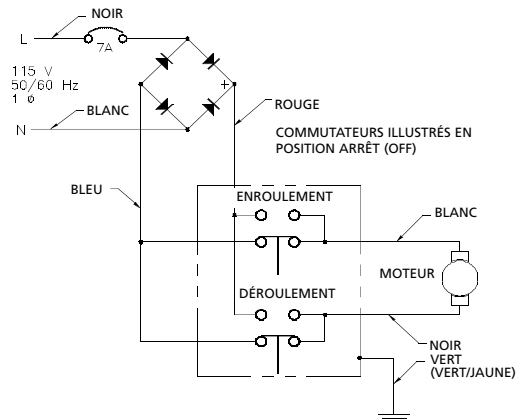 NOIR
L
7A
115 V
50/60 Hz
1 ø
+
BLANC
N
ROUGE
COMMUTATEURS ILLUSTRÉS EN
POSITION ARRÊT (OFF)
BLEU
ENROULEMENT
BLANC
MOTEUR
DÉROULEMENT
NOIR
VERT
(VERT/JAUNE)